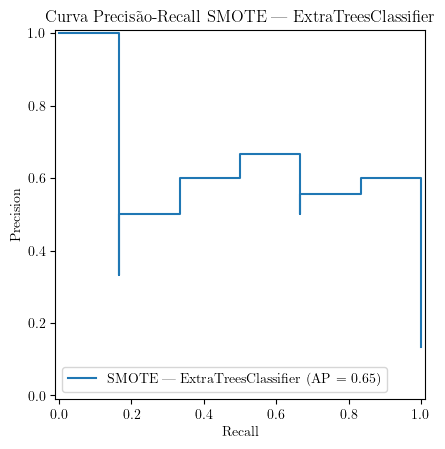 Curva Precisão-Recall SMOTE — ExtraTreesClassifier
1.0
0.8
0.6
0.4
0.2
0.0
Precision
SMOTE — ExtraTreesClassifier (AP = 0.65)
0.0 0.2 0.4 0.6 0.8 1.0
Recall